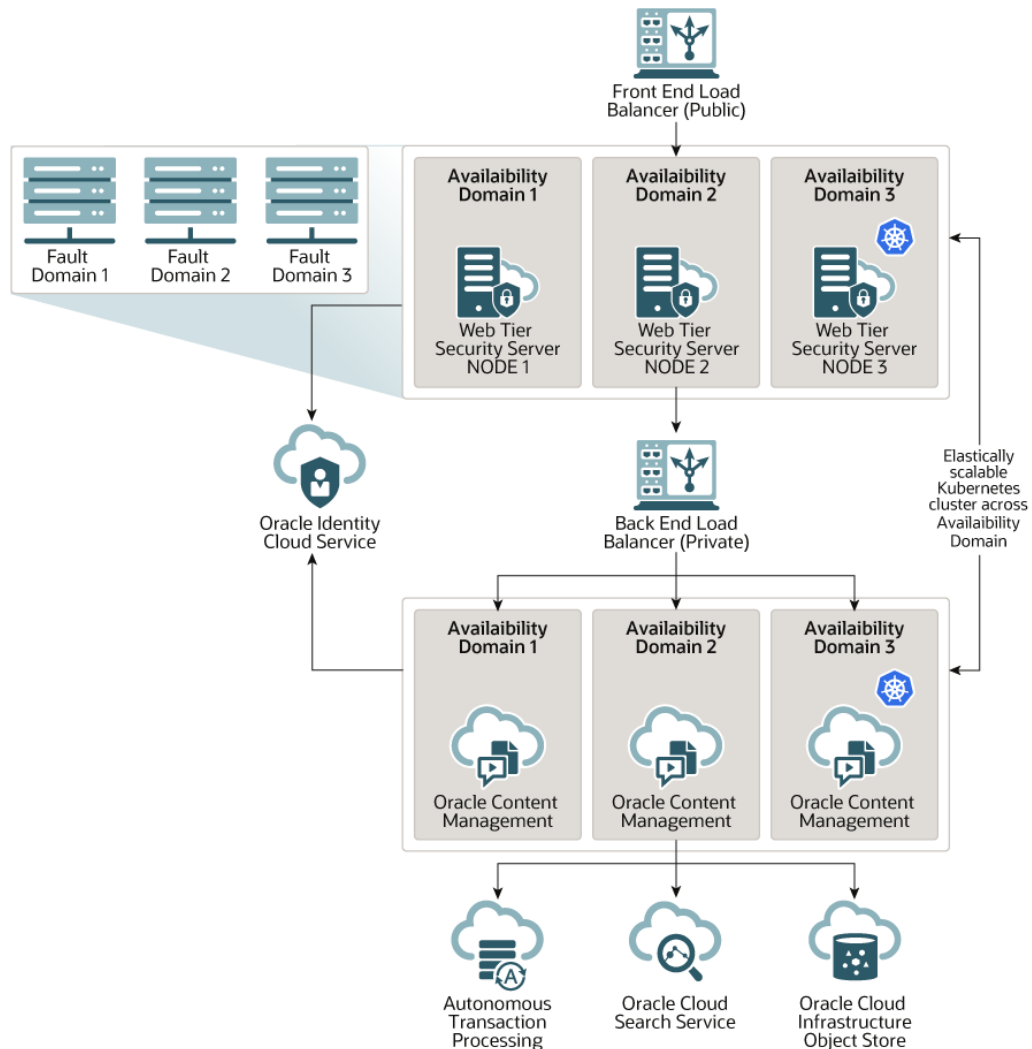 Front End Load
Balancer (Public)
Fault
Domain 1
Fault
Domain 2
Fault
Domain 3
Availaibility
Domain 1
Availaibility
Domain 2
Availaibility
Domain 3
Web Tier
Security Server
NODE 1
Web Tier
Security Server
NODE 2
Web Tier
Security Server
NODE 3
Oracle Identity
Cloud Service
Back End Load
Balancer (Private)
Elastically
scalable
Kubernetes
cluster across
Availaibility
Domain
Availaibility
Domain 1
Availaibility
Domain 2
Availaibility
Domain 3
Oracle Content
Management
Oracle Content
Management
Oracle Content
Management
A
Autonomous
Transaction
Processing
Oracle Cloud
Search Service
Oracle Cloud
Infrastructure
Object Store